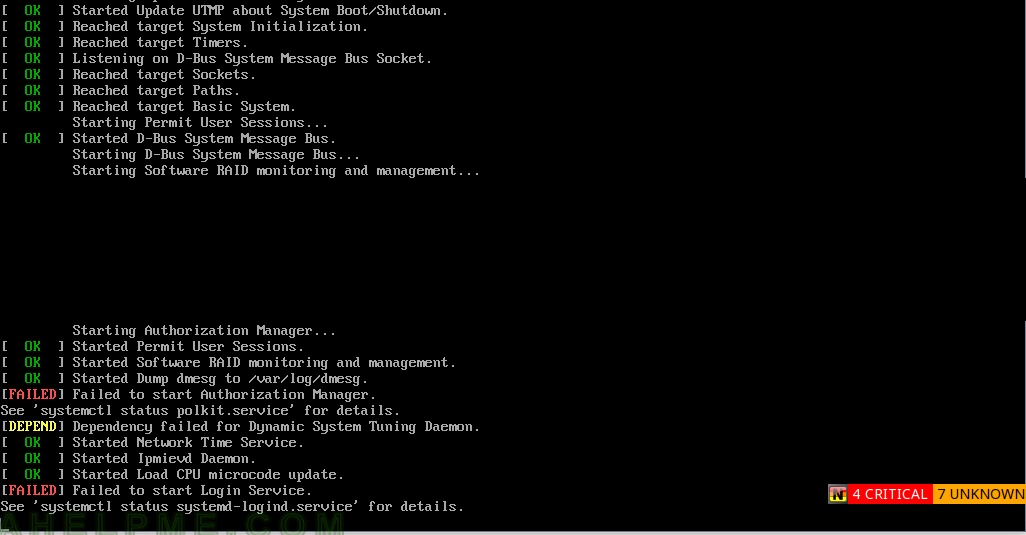 [  OK  ] Started Update UTMP about System Boot/Shutdown.
[  OK  ] Reached target System Initialization.
[  OK  ] Reached target Timers.
[  OK  ] Listening on D-Bus System Message Bus Socket.
[  OK  ] Reached target Sockets.
[  OK  ] Reached target Paths.
[  OK  ] Reached target Basic System.
         Starting Permit User Sessions...
[  OK  ] Started D-Bus System Message Bus.
         Starting D-Bus System Message Bus...
         Starting Software RAID monitoring and management...
         Starting Authorization Manager...
[  OK  ] Started Permit User Sessions.
[  OK  ] Started Software RAID monitoring and management.
[  OK  ] Started Dump dmesg to /var/log/dmesg.
[FAILED] Failed to start Authorization Manager.
See 'systemctl status polkit.service' for details.
[DEPEND] Dependency failed for Dynamic System Tuning Daemon.
[  OK  ] Started Network Time Service.
[  OK  ] Started Ipmievd Daemon.
[  OK  ] Started Load CPU microcode update.
[FAILED] Failed to start Login Service.
4 CRITICAL 7 UNKNOWN
See 'systemctl status systemd-logind.service' for details.
AHELPME.COM